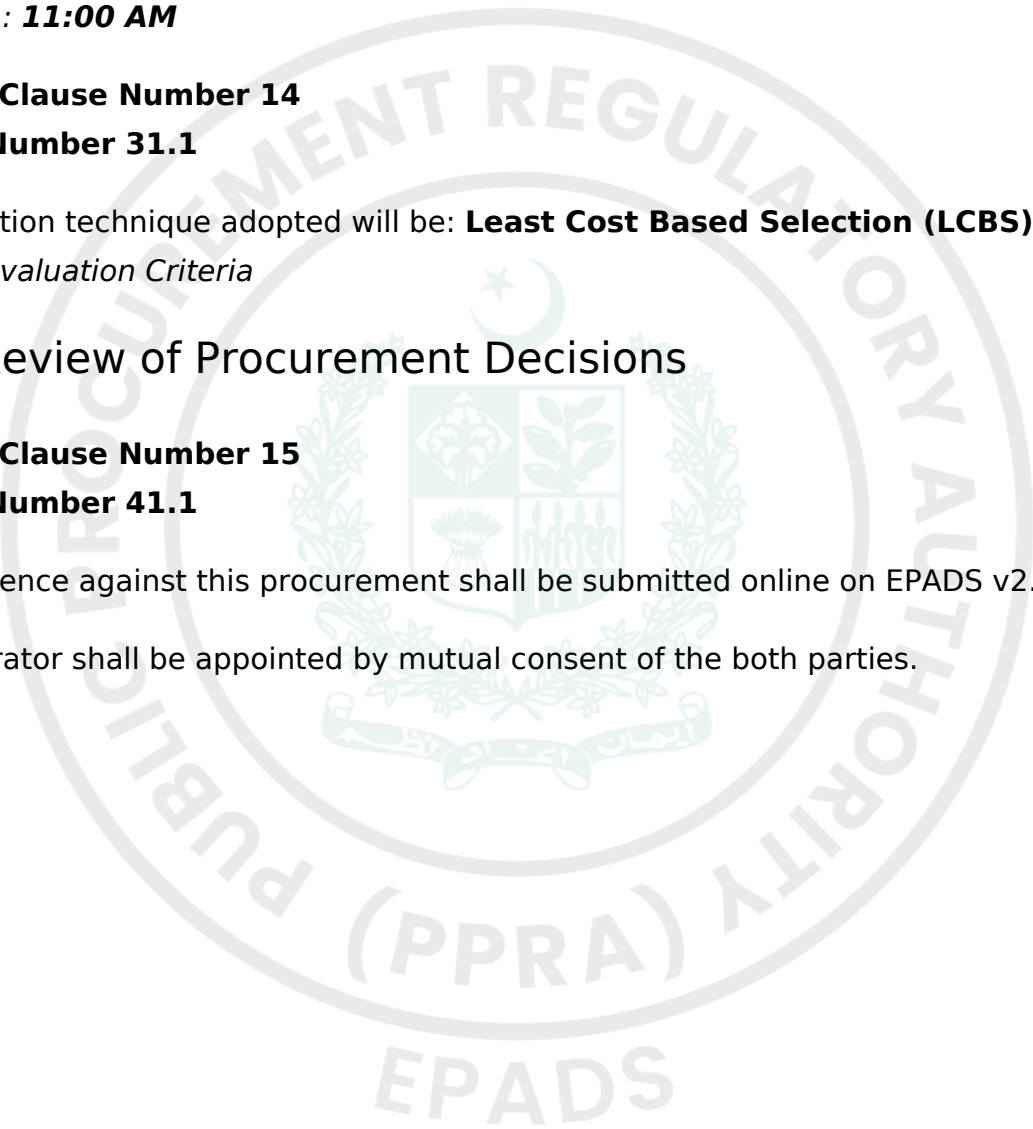 : 11:00 AM
Clause Number 14
Number 31.1
tion technique adopted will be: Least Cost Based Selection (LCBS)
valuation Criteria
eview of Procurement Decisions
Clause Number 15
Number 41.1
ence against this procurement shall be submitted online on EPADS v2.
rator shall be appointed by mutual consent of the both parties.
PUBLIC PROCUREMENT REGULATORY AUTHORITY
(PPRA)
EPADS